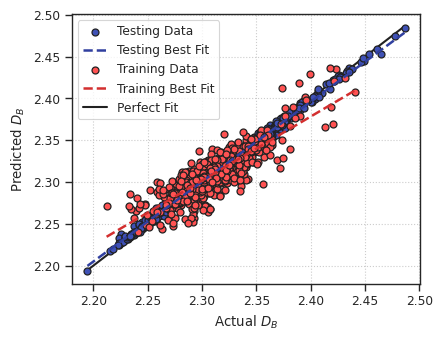 2.50
2.45
2.40
2.35
2.30
2.25
2.20
Predicted D_B
Testing Data
Testing Best Fit
Training Data
Training Best Fit
Perfect Fit
2.20 2.25 2.30 2.35 2.40 2.45 2.50
Actual D_B